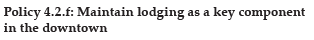 Policy 4.2.f: Maintain lodging as a key component
in the downtown